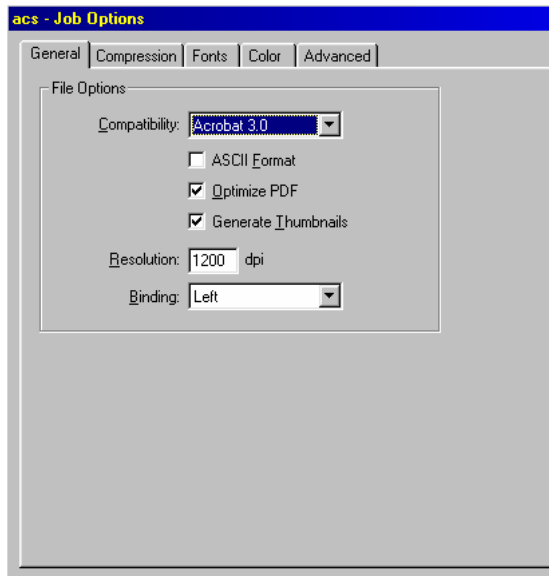 acs - Job Options
General Compression Fonts Color Advanced
File Options
Compatibility: Acrobat 3.0
ASCII Format
Optimize PDF
Generate Thumbnails
Resolution: 1200 dpi
Binding: Left